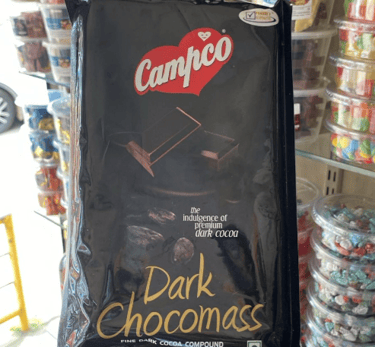 Campco
the
indulgence of
premium
dark cocoa
Dark
Chocomass
FINE DARK COCOA COMPOUND